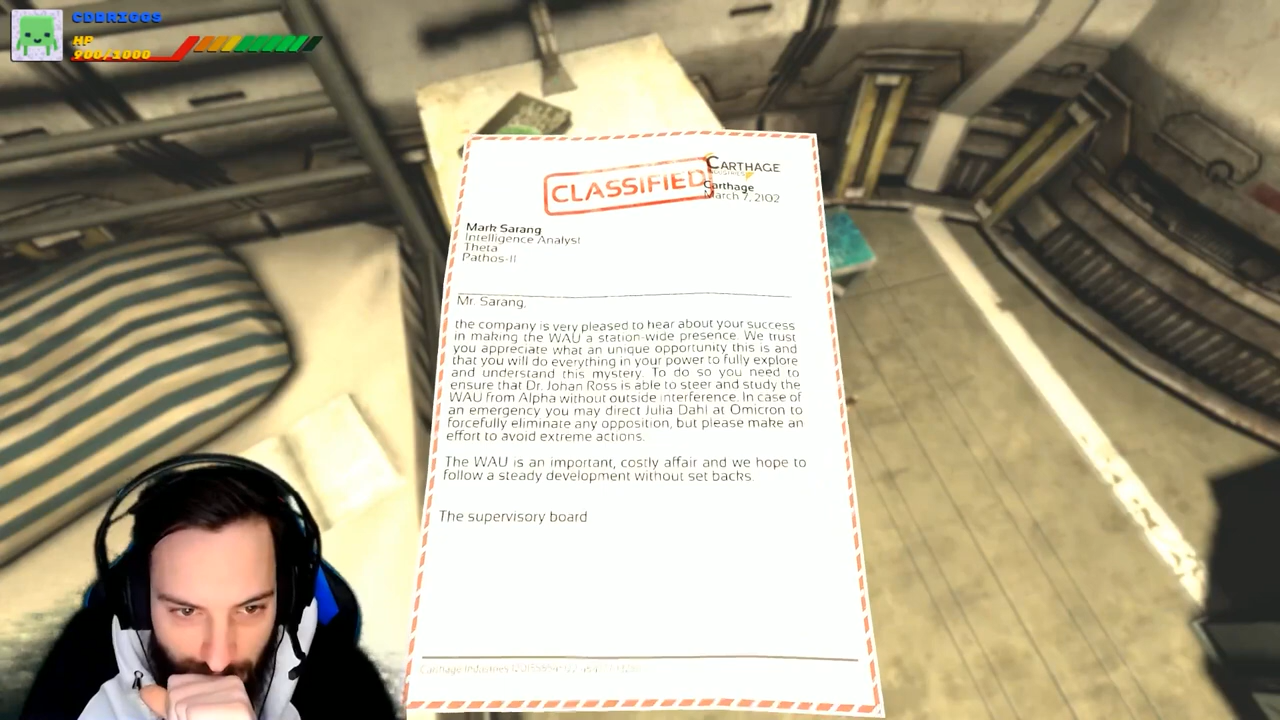 CDBRIGGS
HP
900/1000
CLASSIFIED
CARTHAGE
INDUSTRIES
Carthage
March 7, 2102
Mark Sarang
Intelligence Analyst
Theta
Pathos-II
Mr. Sarang,
the company is very pleased to hear about your success
in making the WAU a station-wide presence. We trust
you appreciate what an unique opportunity this is and
that you will do everything in your power to fully explore
and understand this mystery. To do so you need to
ensure that Dr. Johan Ross is able to steer and study the
WAU from Alpha without outside interference. In case of
an emergency you may direct Julia Dahl at Omicron to
forcefully eliminate any opposition, but please make an
effort to avoid extreme actions.
The WAU is an important, costly affair and we hope to
follow a steady development without set backs.
The supervisory board
Carthage Industries